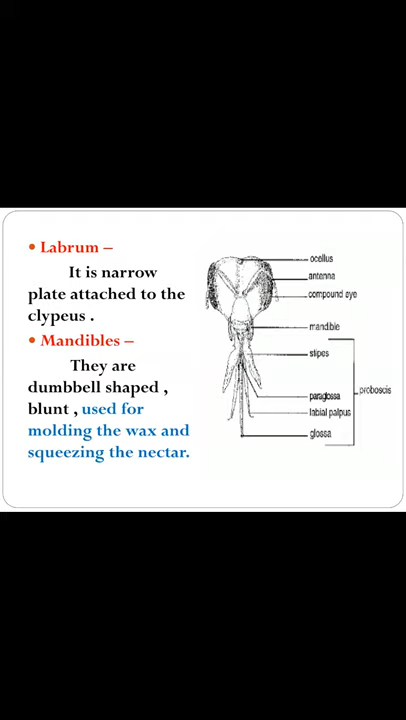 • Labrum –
It is narrow
plate attached to the
clypeus .
• Mandibles –
They are
dumbbell shaped ,
blunt , used for
molding the wax and
squeezing the nectar.
ocellus
antenna
compound eye
mandible
stipes
proboscis
paraglossa
labial palpus
glossa